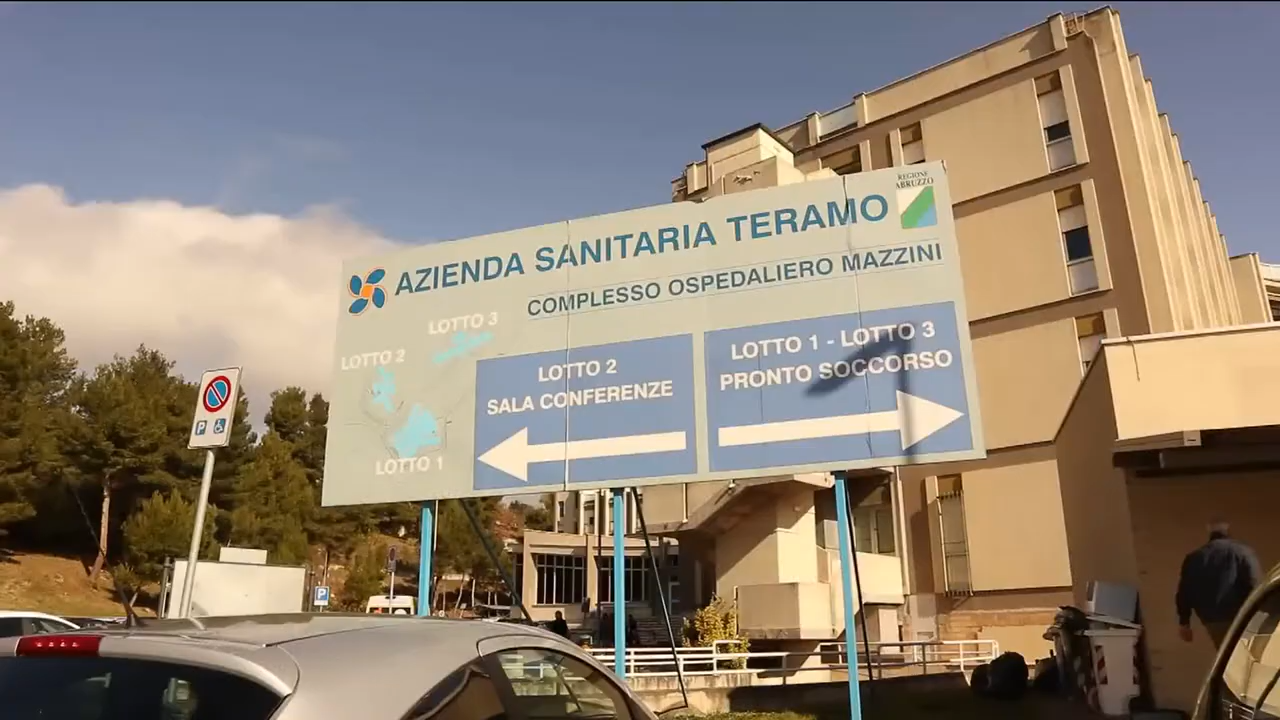 REGIONE
ABRUZZO
AZIENDA SANITARIA TERAMO
COMPLESSO OSPEDALIERO MAZZINI
LOTTO 3
LOTTO 2
LOTTO 1
LOTTO 2
SALA CONFERENZE
LOTTO 1 - LOTTO 3
PRONTO SOCCORSO
P
P